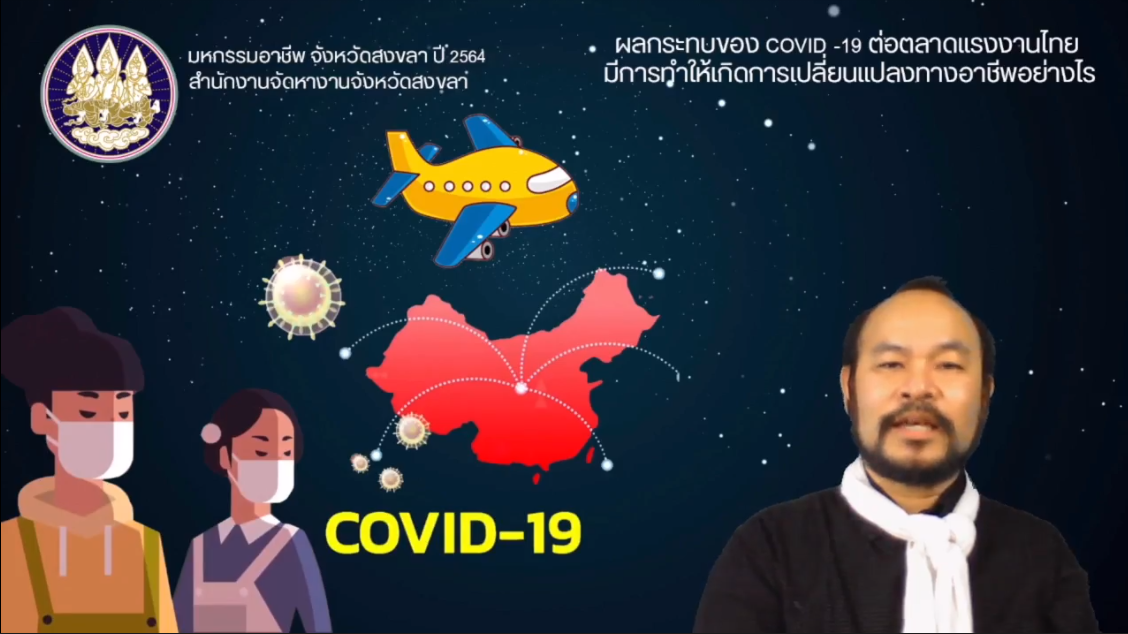 มหกรรมอาชีพ จังหวัดสงขลา ปี 2564
สำนักงานจัดหางานจังหวัดสงขลา
ผลกระทบของ COVID -19 ต่อตลาดแรงงานไทย
มีการทำให้เกิดการเปลี่ยนแปลงทางอาชีพอย่างไร
COVID-19